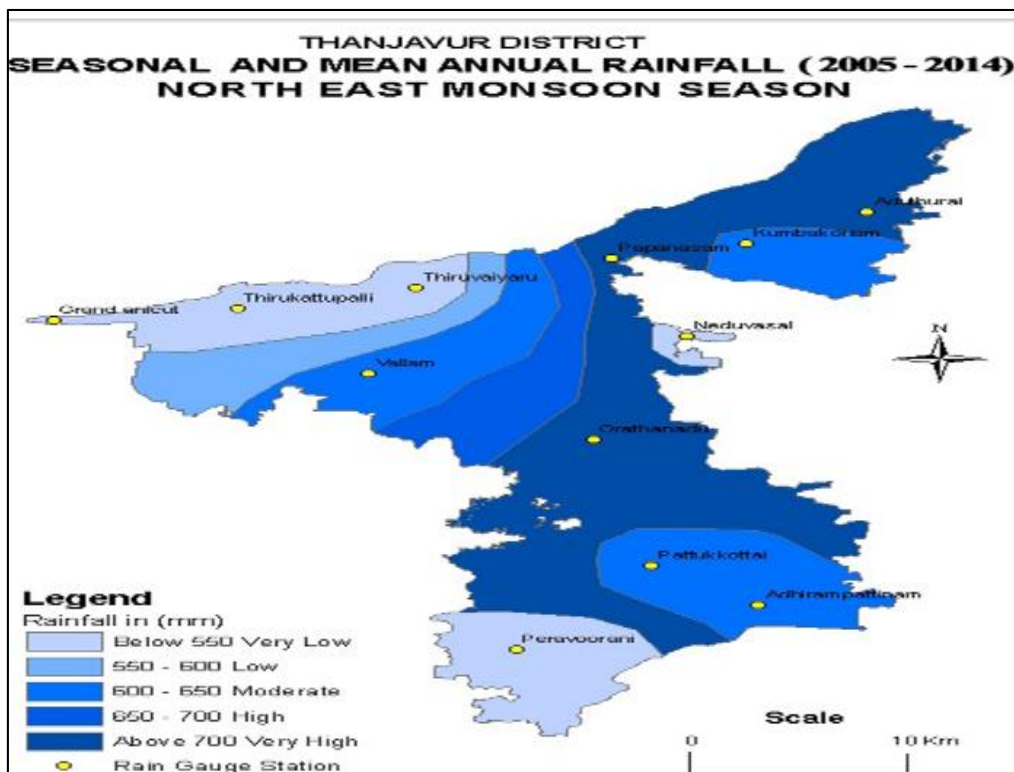 THANJAVUR DISTRICT
SEASONAL AND MEAN ANNUAL RAINFALL (2005 - 2014)
NORTH EAST MONSOON SEASON
Aduthurai
Kumbakonam
Papanasam
Thiruvaiyaru
Thirukattupalli
Grand anicut
Neduvasal
N
Vallam
Orathanadu
Pattukkottai
Adhirampattinam
Peravoorani
Legend
Rainfall in (mm)
Below 550 Very Low
550 - 600 Low
600 - 650 Moderate
650 - 700 High
Above 700 Very High
Rain Gauge Station
Scale
0 10 Km